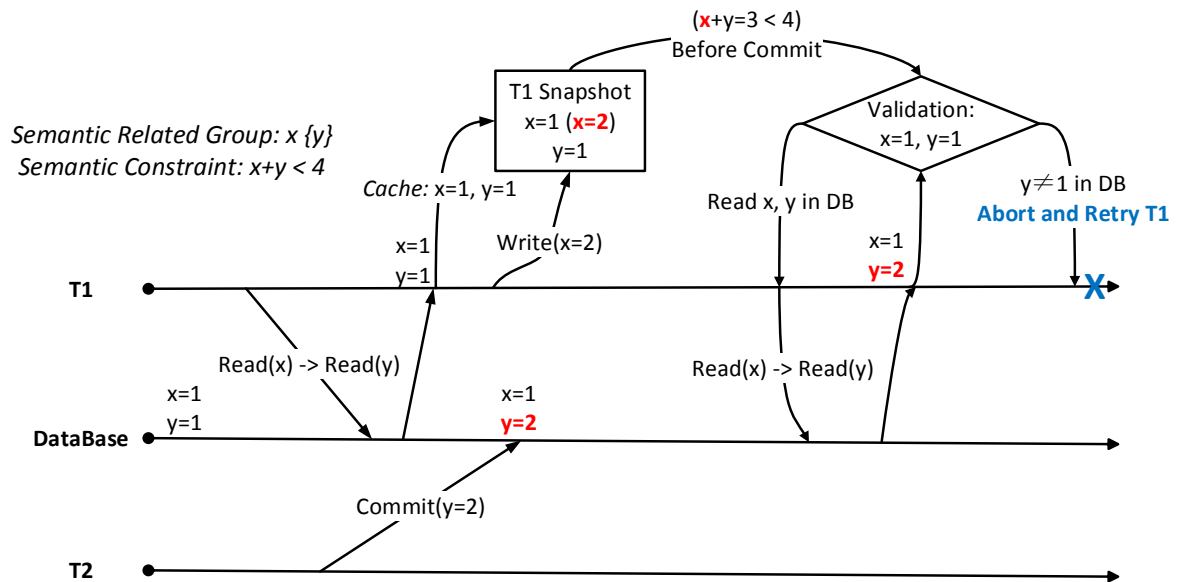 (x+y=3 < 4)
Before Commit
T1 Snapshot
x=1 (x=2)
y=1
Validation:
x=1, y=1
Semantic Related Group: x {y}
Semantic Constraint: x+y < 4
Cache: x=1, y=1
Read x, y in DB
y≠1 in DB
Abort and Retry T1
Write(x=2)
x=1
y=1
x=1
y=2
T1
X
Read(x) -> Read(y)
Read(x) -> Read(y)
x=1
y=1
x=1
y=2
DataBase
Commit(y=2)
T2